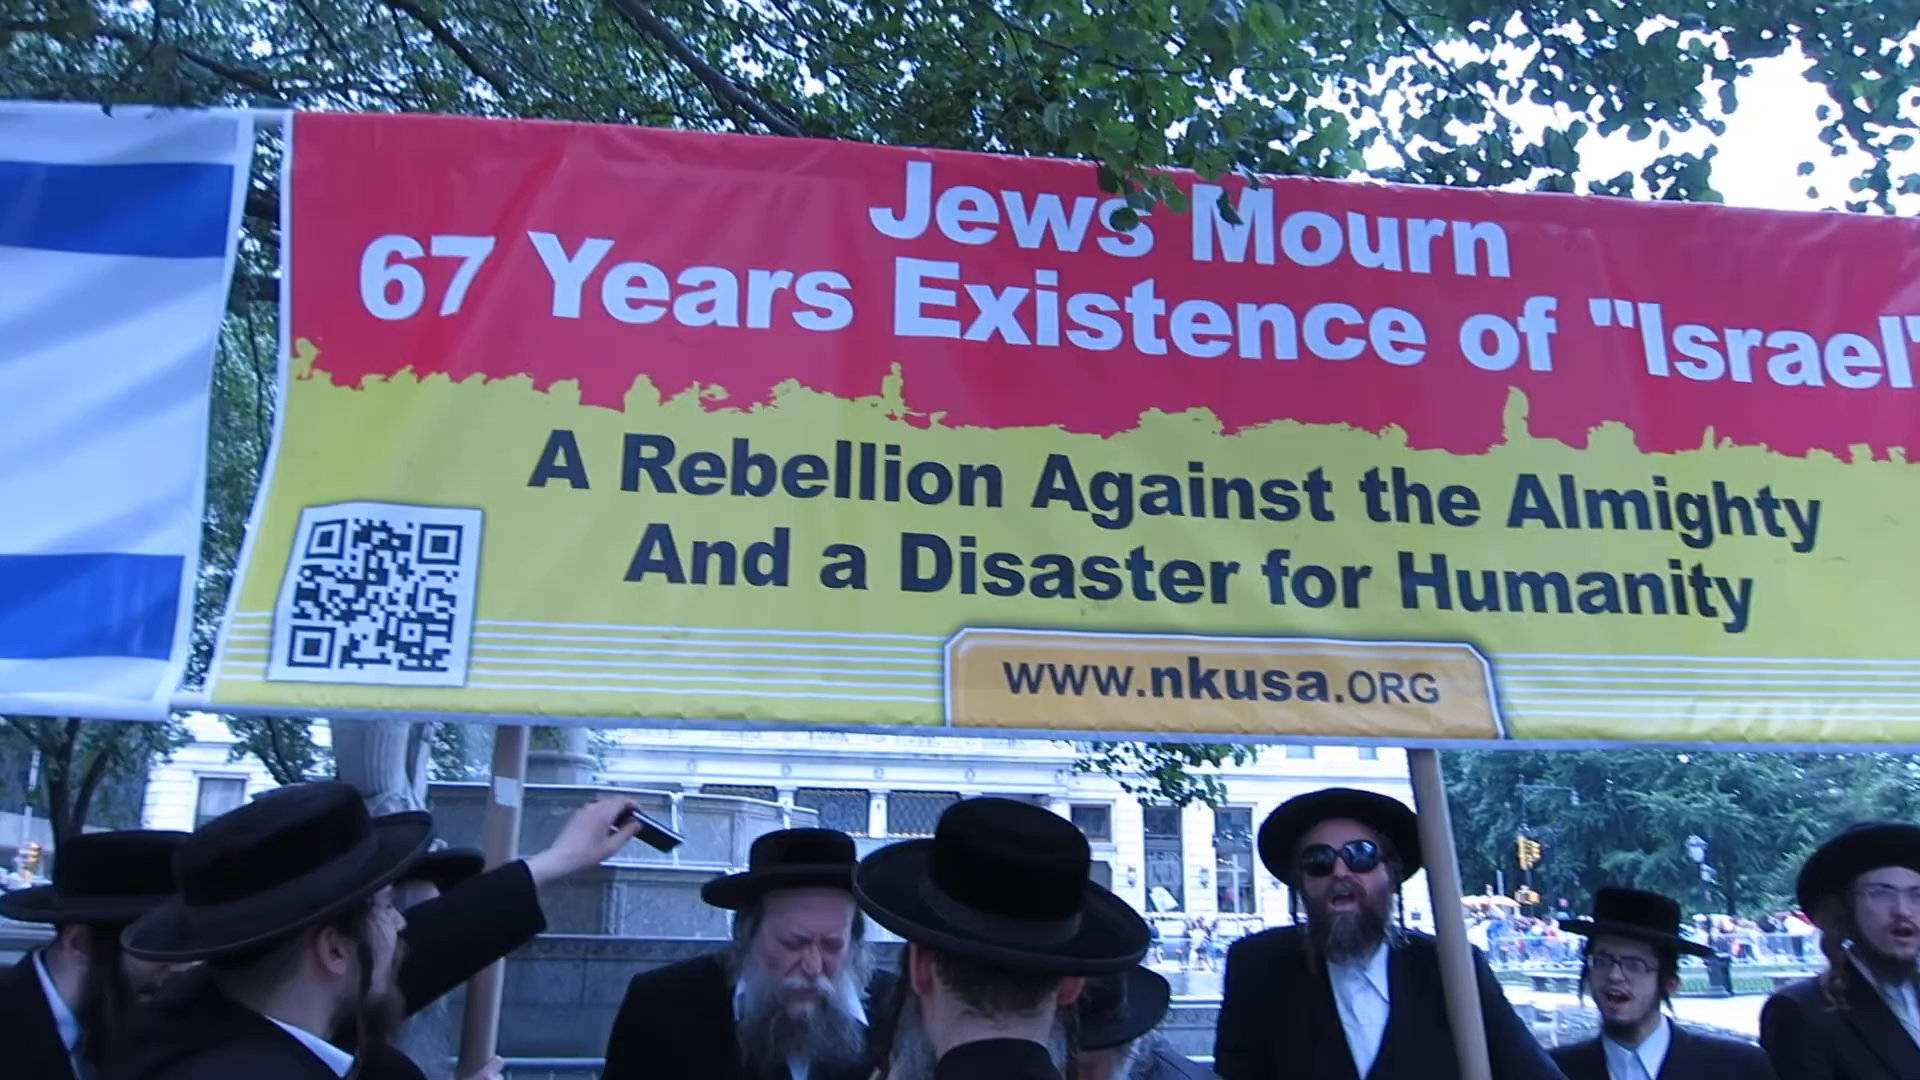 Jews Mourn
67 Years Existence of "Israel"
A Rebellion Against the Almighty
And a Disaster for Humanity
www.nkusa.ORG